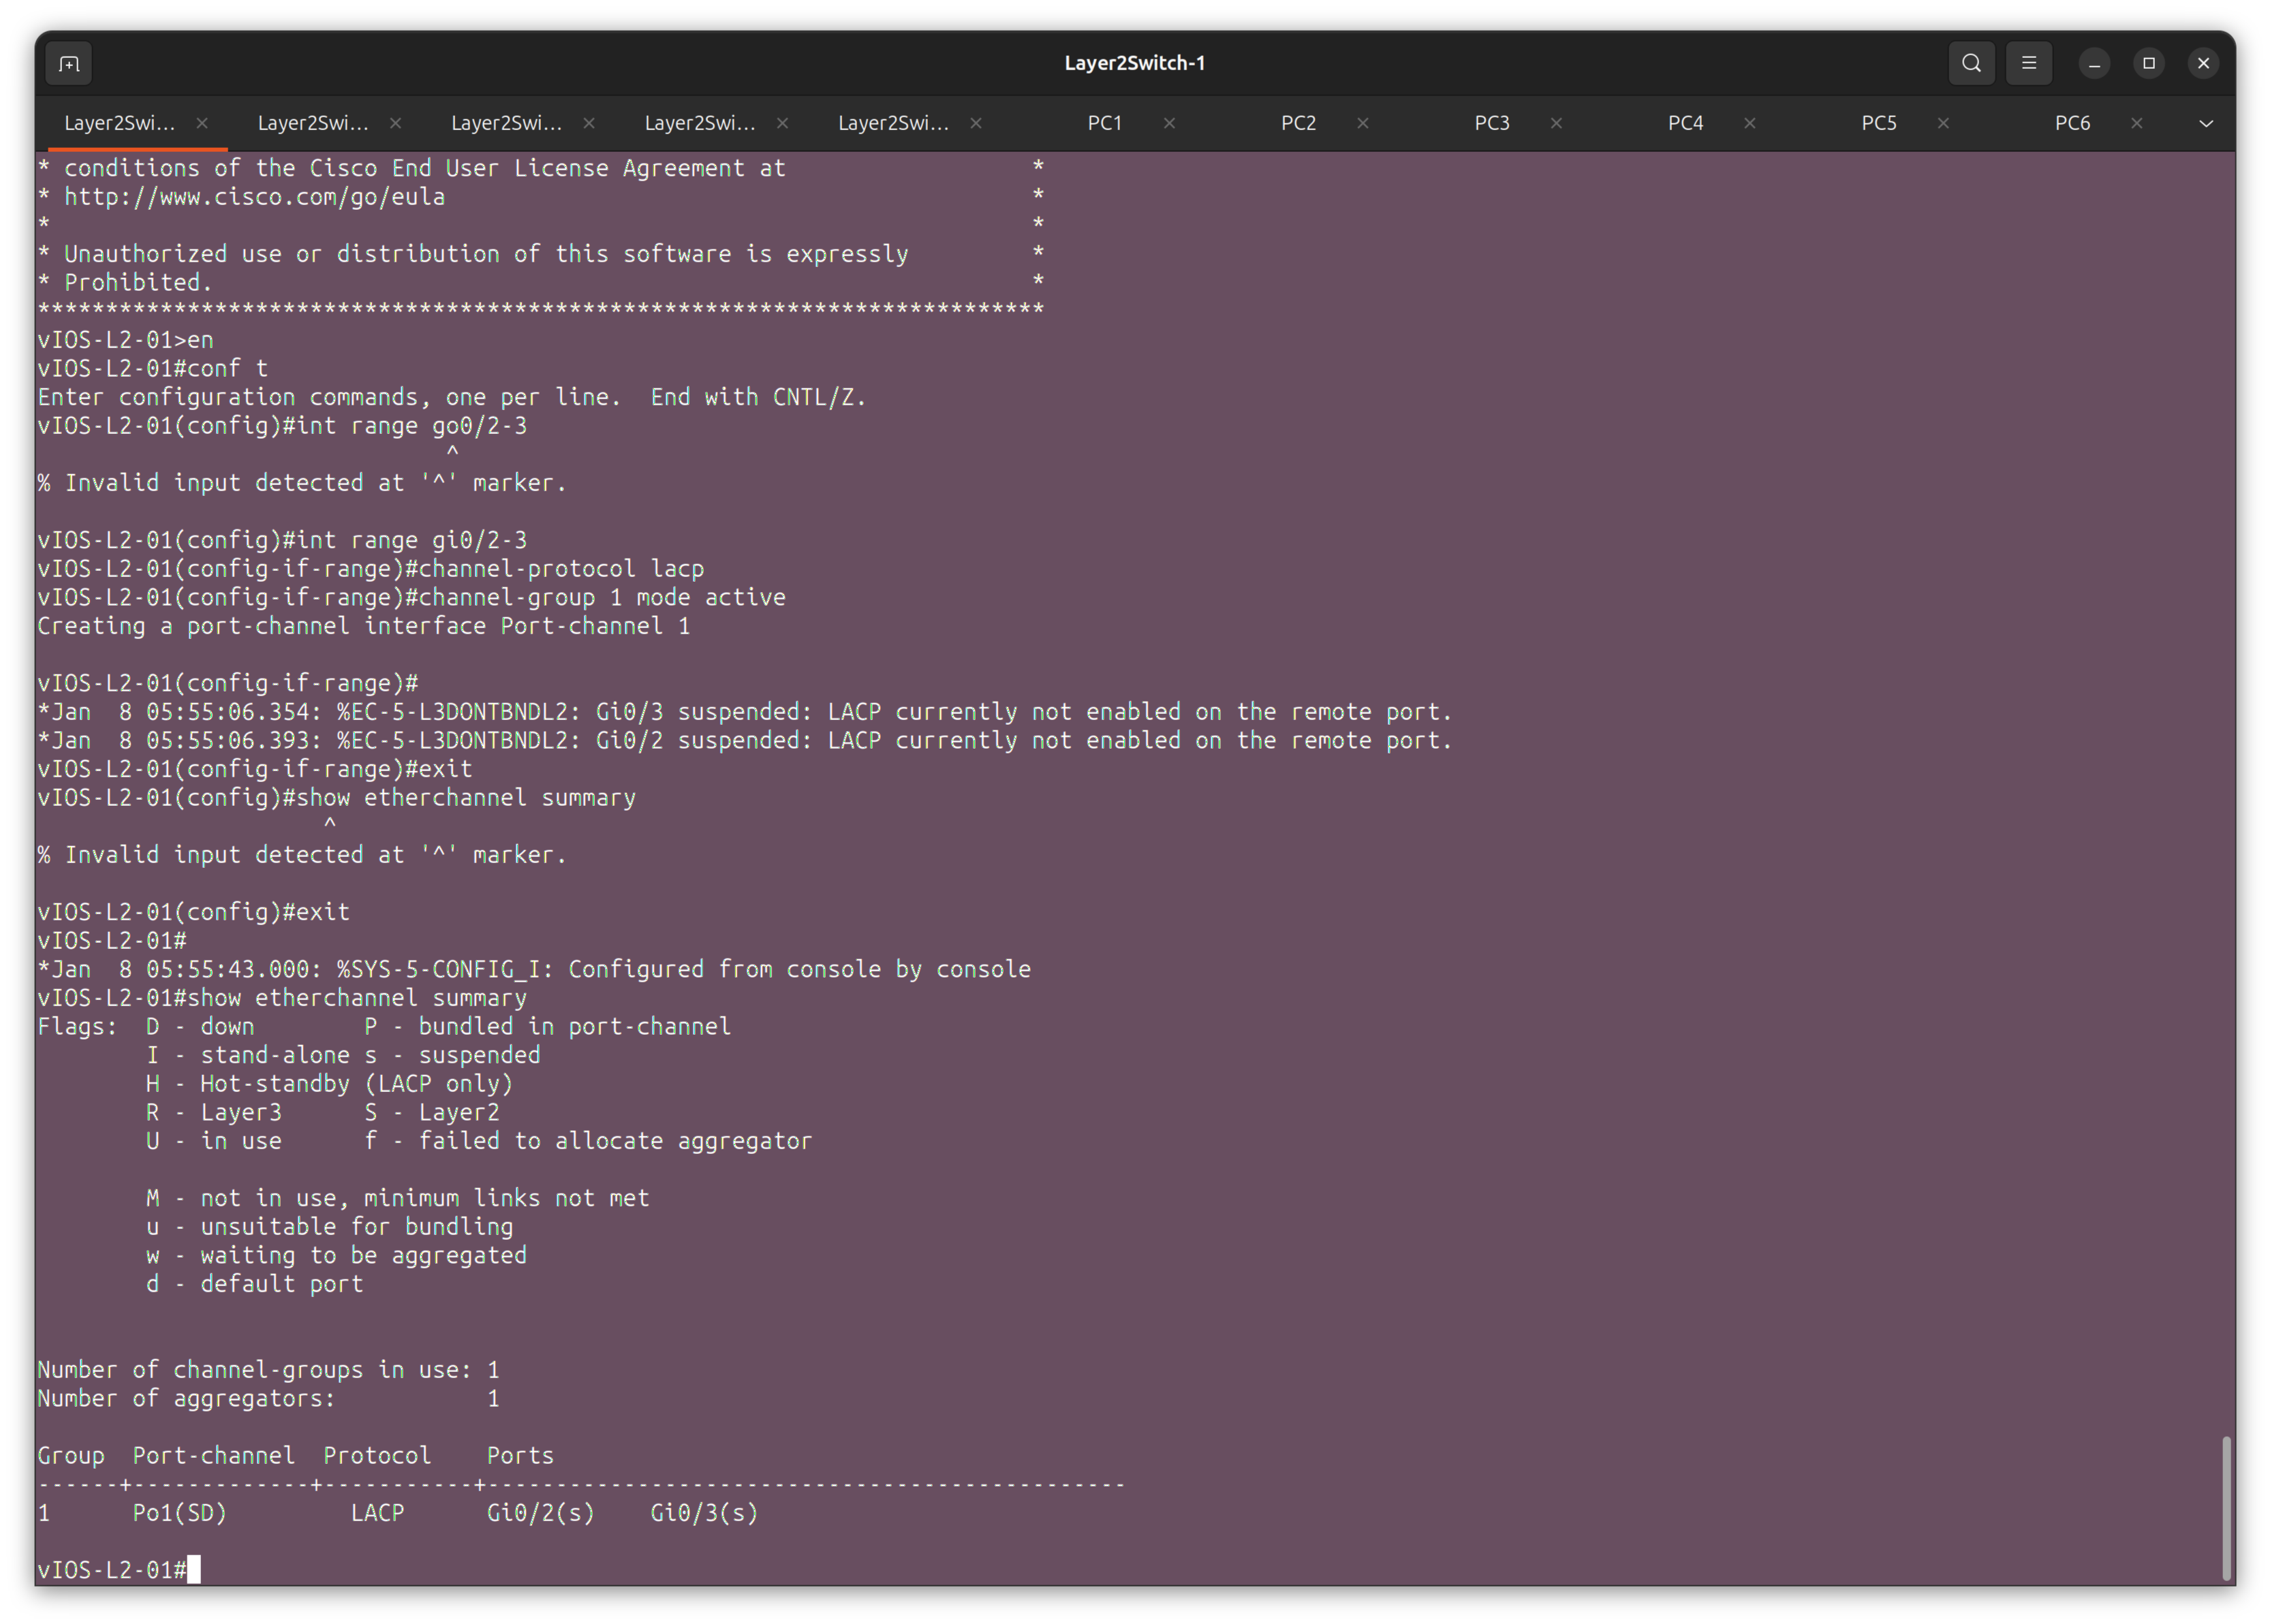 Layer2Switch-1
Layer2Swi... × Layer2Swi... × Layer2Swi... × Layer2Swi... × Layer2Swi... × PC1 × PC2 × PC3 × PC4 × PC5 × PC6 ×
* conditions of the Cisco End User License Agreement at                  *
* http://www.cisco.com/go/eula                                           *
*                                                                        *
* Unauthorized use or distribution of this software is expressly         *
* Prohibited.                                                            *
**************************************************************************
vIOS-L2-01>en
vIOS-L2-01#conf t
Enter configuration commands, one per line.  End with CNTL/Z.
vIOS-L2-01(config)#int range go0/2-3
                              ^
% Invalid input detected at '^' marker.
vIOS-L2-01(config)#int range gi0/2-3
vIOS-L2-01(config-if-range)#channel-protocol lacp
vIOS-L2-01(config-if-range)#channel-group 1 mode active
Creating a port-channel interface Port-channel 1
vIOS-L2-01(config-if-range)#
*Jan  8 05:55:06.354: %EC-5-L3DONTBNDL2: Gi0/3 suspended: LACP currently not enabled on the remote port.
*Jan  8 05:55:06.393: %EC-5-L3DONTBNDL2: Gi0/2 suspended: LACP currently not enabled on the remote port.
vIOS-L2-01(config-if-range)#exit
vIOS-L2-01(config)#show etherchannel summary
                     ^
% Invalid input detected at '^' marker.
vIOS-L2-01(config)#exit
vIOS-L2-01#
*Jan  8 05:55:43.000: %SYS-5-CONFIG_I: Configured from console by console
vIOS-L2-01#show etherchannel summary
Flags:  D - down        P - bundled in port-channel
        I - stand-alone s - suspended
        H - Hot-standby (LACP only)
        R - Layer3      S - Layer2
        U - in use      f - failed to allocate aggregator
        M - not in use, minimum links not met
        u - unsuitable for bundling
        w - waiting to be aggregated
        d - default port
Number of channel-groups in use: 1
Number of aggregators:           1
Group  Port-channel  Protocol    Ports
------+-------------+-----------+-----------------------------------------------
1      Po1(SD)         LACP      Gi0/2(s)    Gi0/3(s)
vIOS-L2-01#